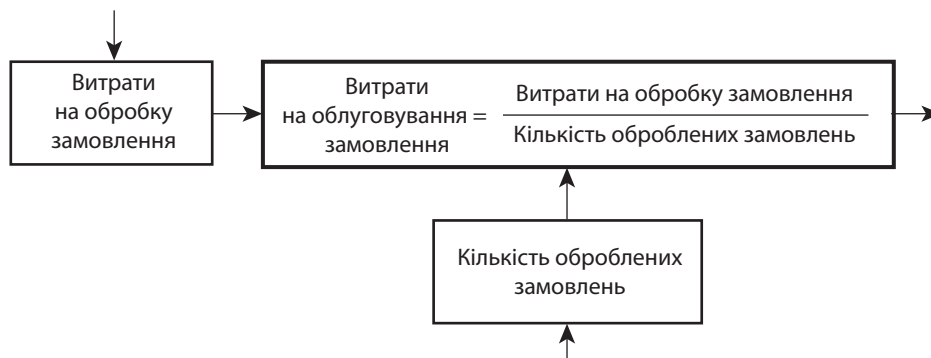 Витрати
на обробку
замовлення
Витрати
на облуговування =
замовлення
Витрати на обробку замовлення
Кількість оброблених замовлень
Кількість оброблених
замовлень